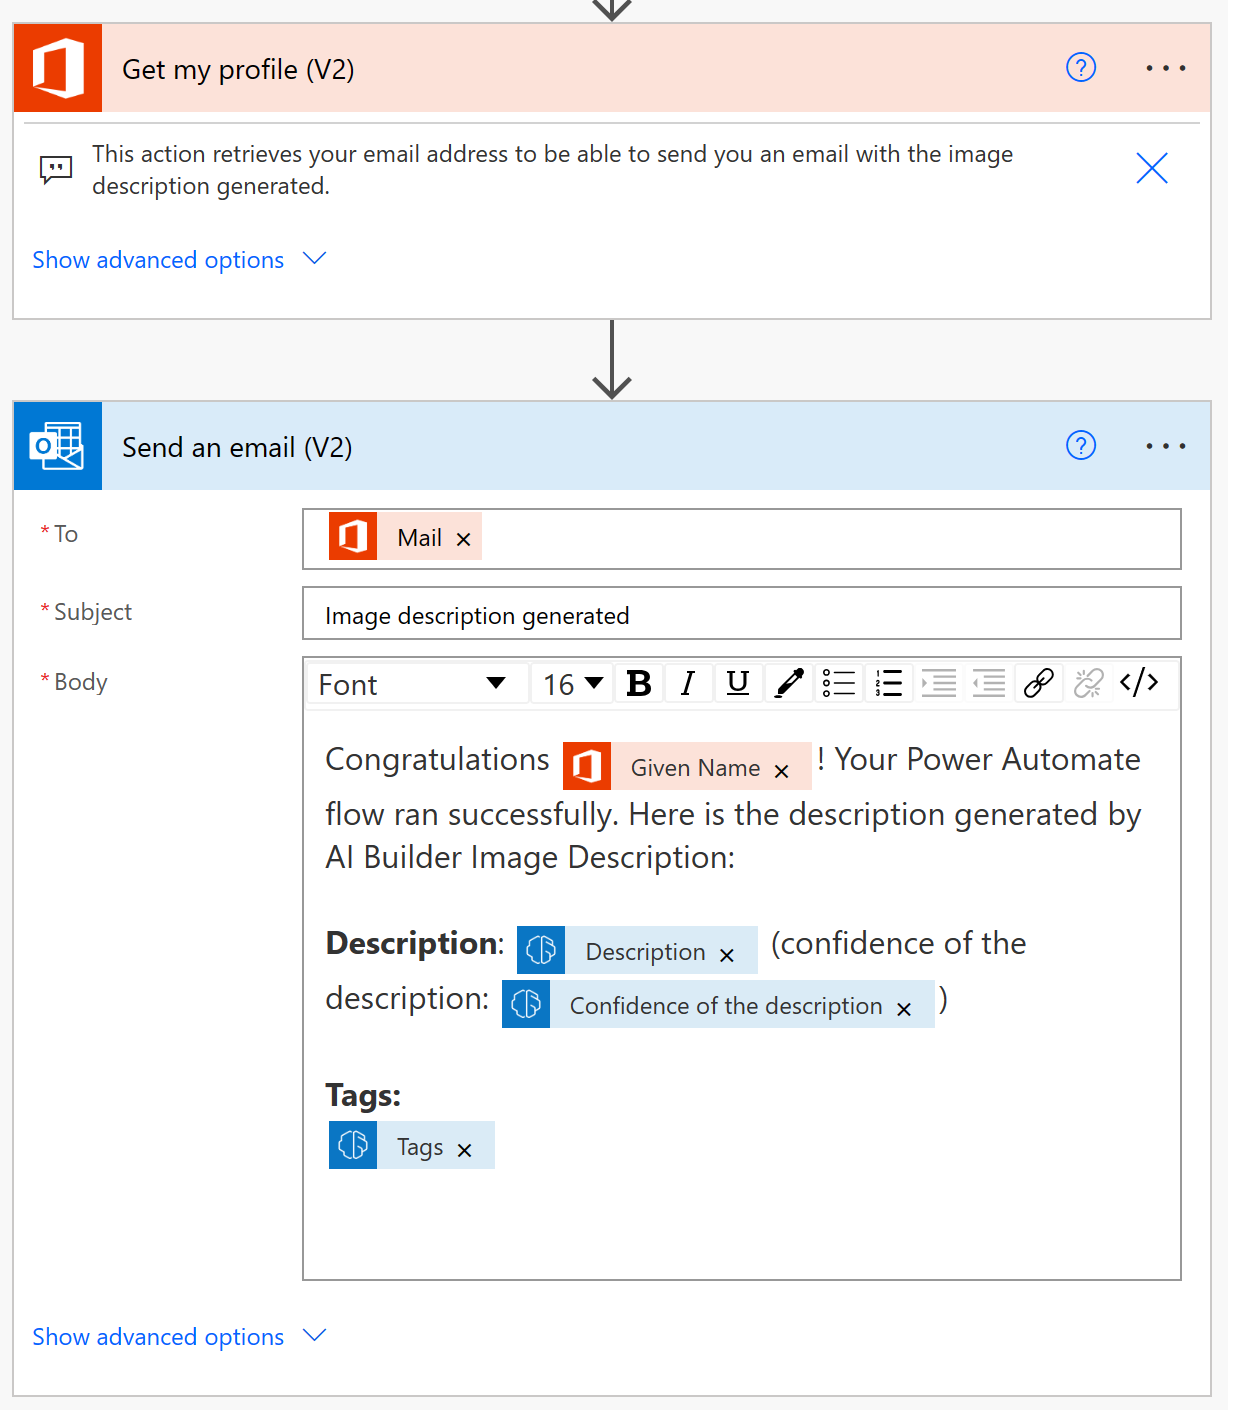 Get my profile (V2)
This action retrieves your email address to be able to send you an email with the image
description generated.
Show advanced options
Send an email (V2)
* To
Mail ×
* Subject
Image description generated
* Body
Font 16 B I U </>
Congratulations Given Name × ! Your Power Automate
flow ran successfully. Here is the description generated by
AI Builder Image Description:
Description: Description × (confidence of the
description: Confidence of the description × )
Tags:
Tags ×
Show advanced options